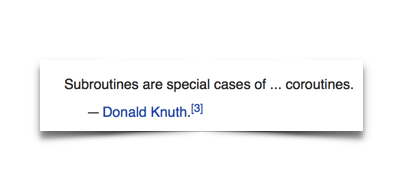 Subroutines are special cases of ... coroutines.
— Donald Knuth.[3]